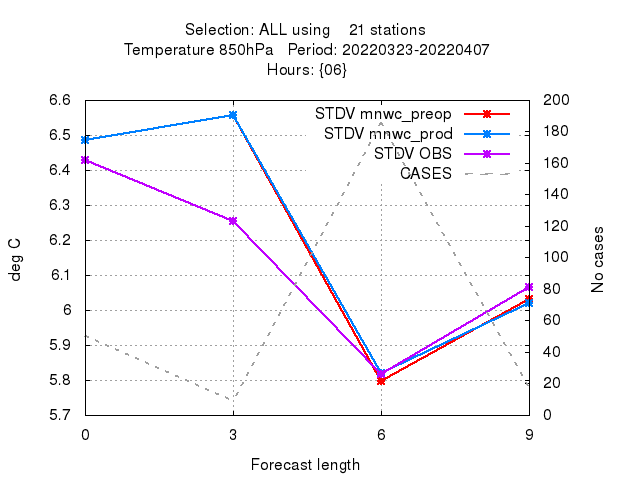 Selection: ALL using    21 stations
Temperature 850hPa   Period: 20220323-20220407
Hours: {06}
STDV mnwc_preop
STDV mnwc_prod
STDV OBS
CASES
deg C
6.6
6.5
6.4
6.3
6.2
6.1
6
5.9
5.8
5.7
200
180
160
140
120
100
80
60
40
20
0
No cases
0 3 6 9
Forecast length